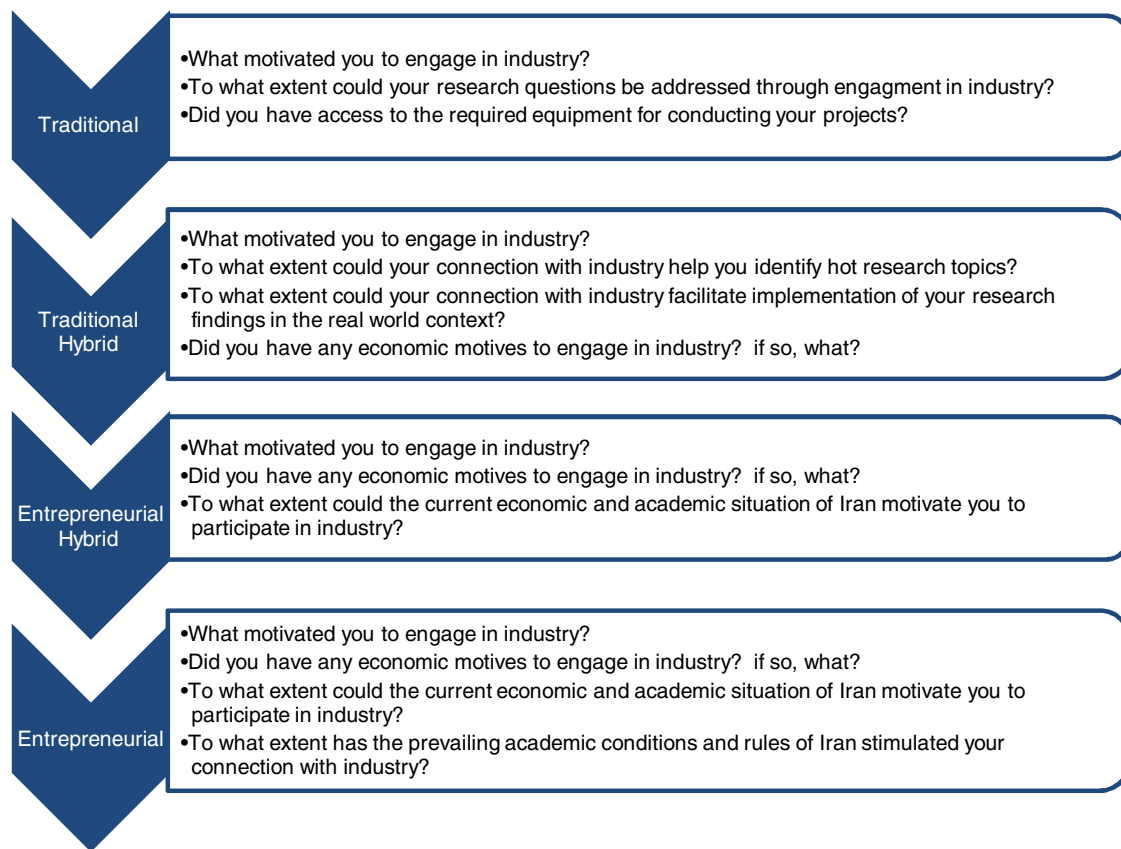 Traditional
•What motivated you to engage in industry?
•To what extent could your research questions be addressed through engagment in industry?
•Did you have access to the required equipment for conducting your projects?
Traditional
Hybrid
•What motivated you to engage in industry?
•To what extent could your connection with industry help you identify hot research topics?
•To what extent could your connection with industry facilitate implementation of your research
findings in the real world context?
•Did you have any economic motives to engage in industry?  if so, what?
Entrepreneurial
Hybrid
•What motivated you to engage in industry?
•Did you have any economic motives to engage in industry?  if so, what?
•To what extent could the current economic and academic situation of Iran motivate you to
participate in industry?
Entrepreneurial
•What motivated you to engage in industry?
•Did you have any economic motives to engage in industry?  if so, what?
•To what extent could the current economic and academic situation of Iran motivate you to
participate in industry?
•To what extent has the prevailing academic conditions and rules of Iran stimulated your
connection with industry?